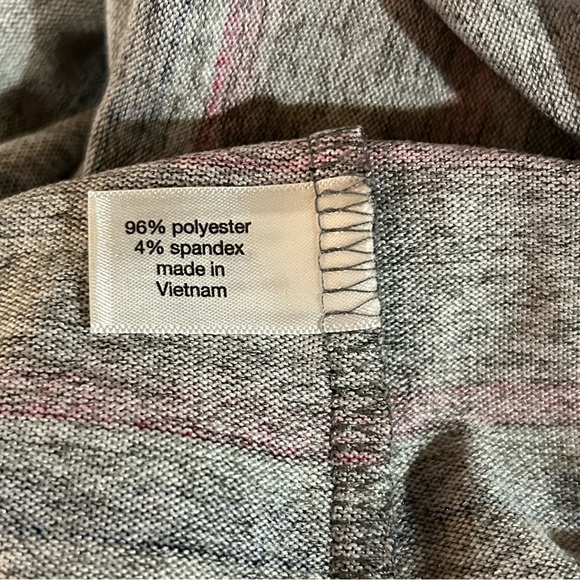 96% polyester
4% spandex
made in
Vietnam